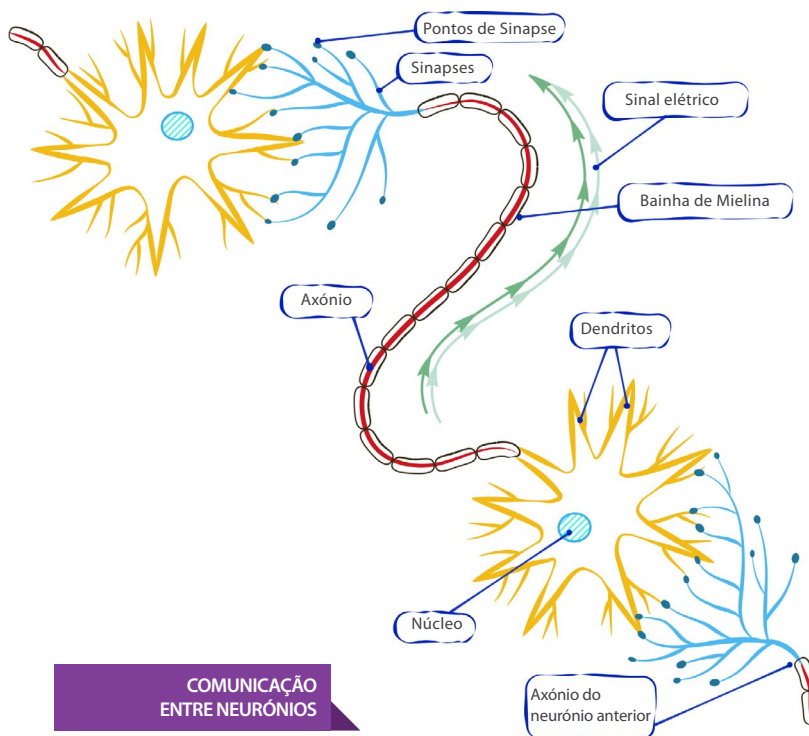 Pontos de Sinapse
Sinapses
Sinal elétrico
Bainha de Mielina
Axónio
Dendritos
Núcleo
COMUNICAÇÃO
ENTRE NEURÓNIOS
Axónio do
neurónio anterior